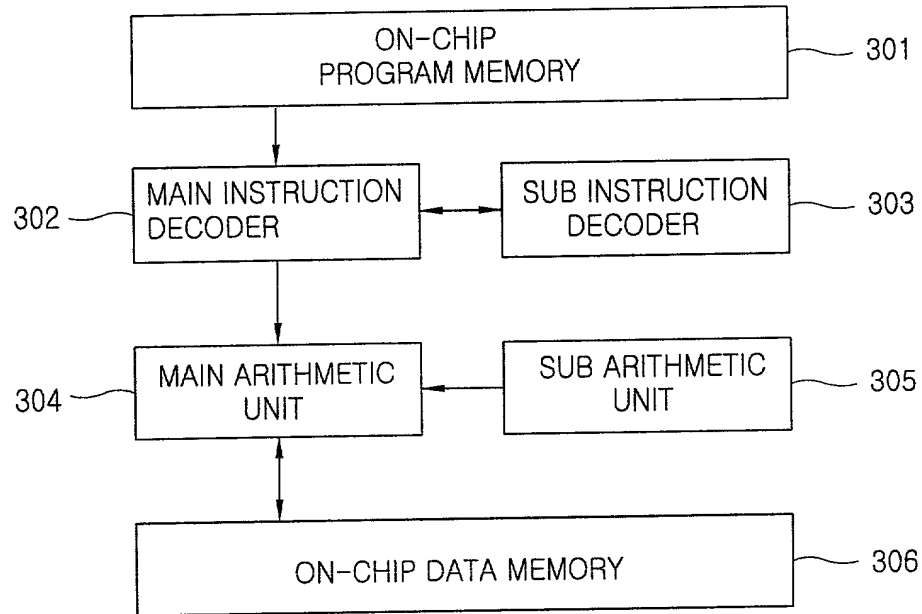 ON-CHIP
PROGRAM MEMORY
301
MAIN INSTRUCTION
DECODER
302
SUB INSTRUCTION
DECODER
303
MAIN ARITHMETIC
UNIT
304
SUB ARITHMETIC
UNIT
305
ON-CHIP DATA MEMORY
306